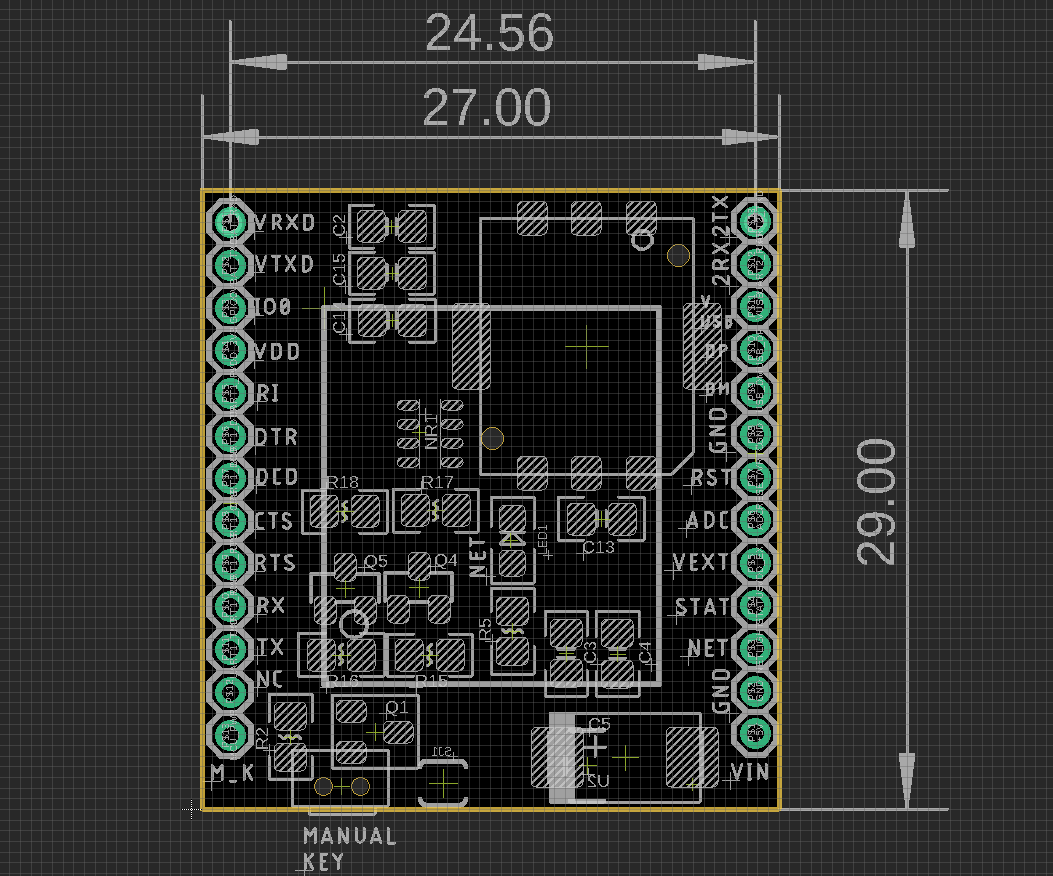 24.56
27.00
29.00
VRXD
VTXD
IO0
VDD
RI
DTR
DCD
CTS
RTS
RX
TX
NC
M_K
2TX
2RX
V
USB
DP
DM
GND
RST
ADC
VEXT
STAT
NET
GND
VIN
C2
C15
NR1
R18
R17
C13
NET
LED1
Q5
Q4
R5
C3
C4
R16
R15
R2
Q1
SJ1
C5
U2
MANUAL
KEY